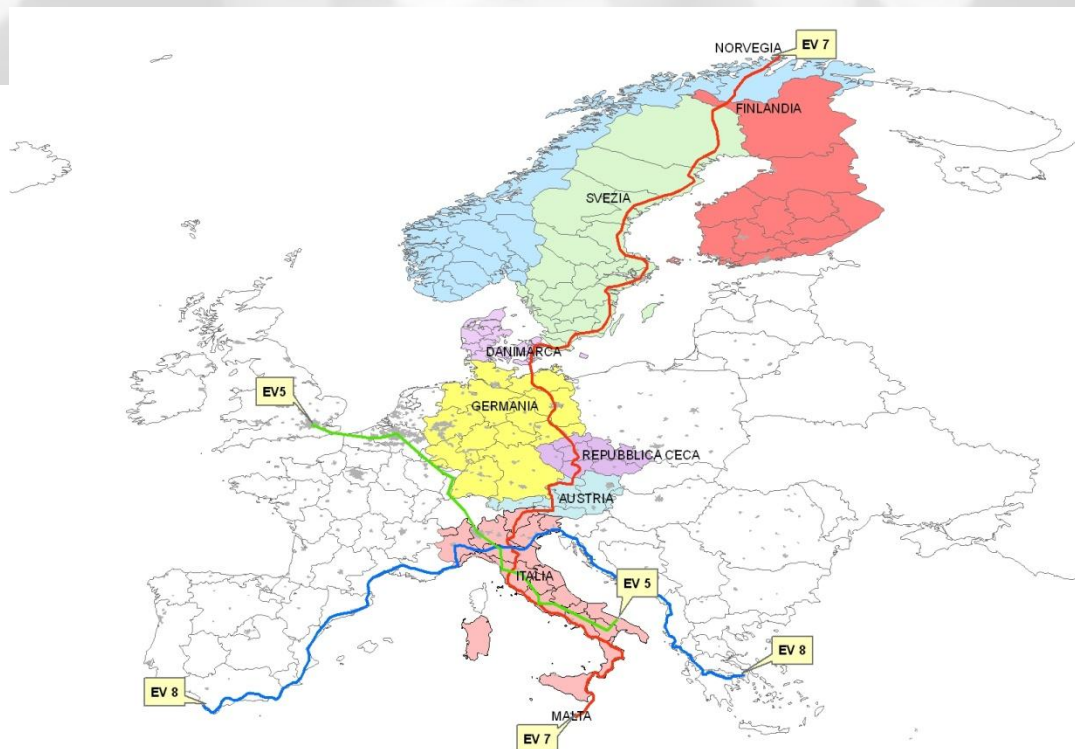 NORVEGIA
EV 7
FINLANDIA
SVEZIA
DANIMARCA
EV5
GERMANIA
REPUBBLICA CECA
AUSTRIA
ITALIA
EV 5
EV 8
EV 8
MALTA
EV 7